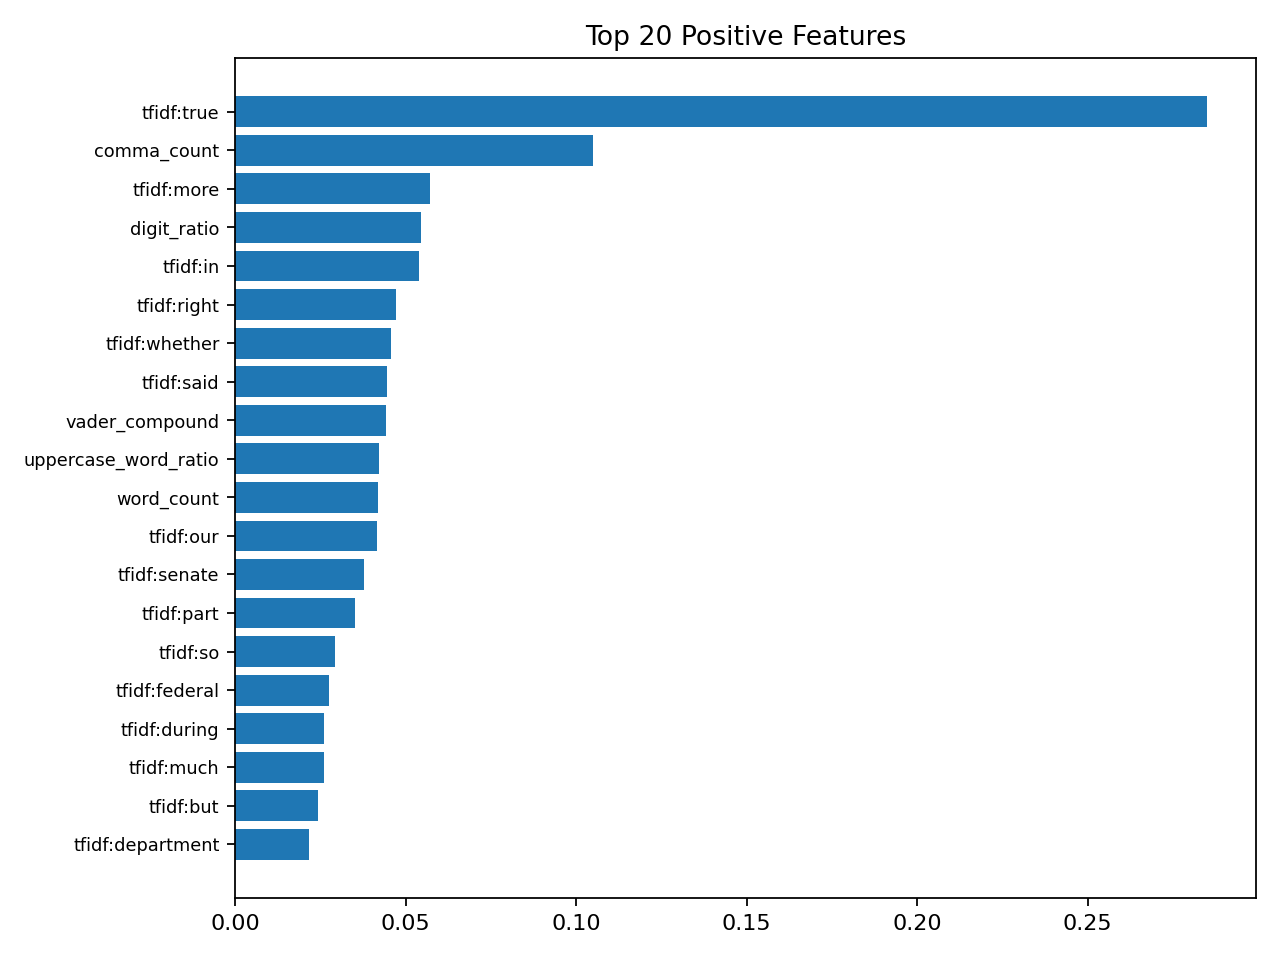 Top 20 Positive Features
tfidf:true
comma_count
tfidf:more
digit_ratio
tfidf:in
tfidf:right
tfidf:whether
tfidf:said
vader_compound
uppercase_word_ratio
word_count
tfidf:our
tfidf:senate
tfidf:part
tfidf:so
tfidf:federal
tfidf:during
tfidf:much
tfidf:but
tfidf:department
0.00 0.05 0.10 0.15 0.20 0.25